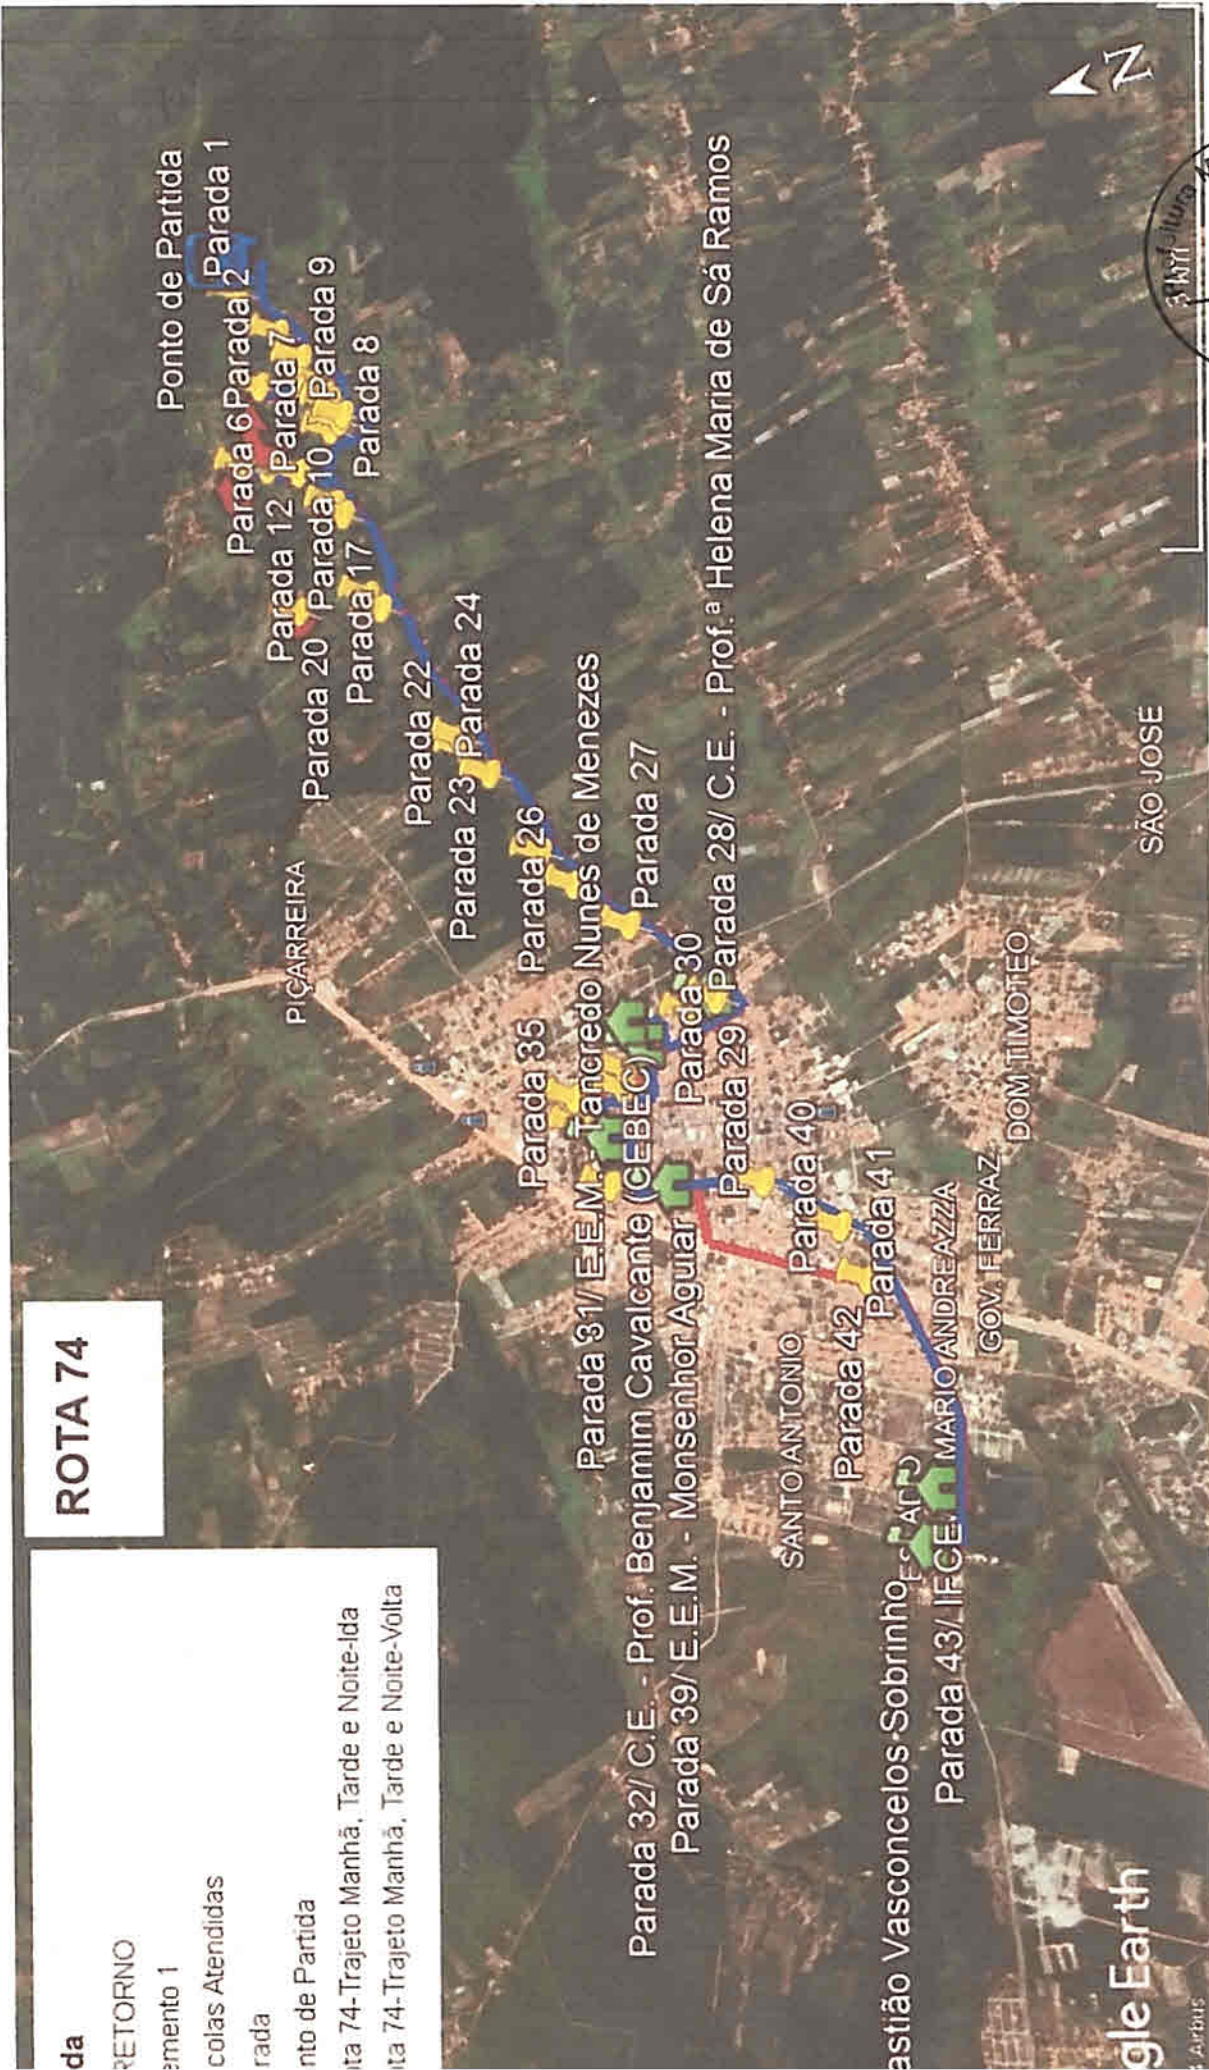 ROTA 74
da
RETORNO
emento 1
colas Atendidas
rada
nto de Partida
ota 74-Trajeto Manhã, Tarde e Noite-Ida
ota 74-Trajeto Manhã, Tarde e Noite-Volta
Ponto de Partida
Parada 1
Parada 6
Parada 2
Parada 12
Parada 7
Parada 9
Parada 20
Parada 10
Parada 8
Parada 17
Parada 22
Parada 23
Parada 24
PIÇARREIRA
Parada 26
Parada 35
Parada 31/ E.E.M. - Tancredo Nunes de Menezes
Parada 27
Parada 32/ C.E. - Prof. Benjamim Cavalcante (CEBEC)
Parada 30
Parada 39/ E.E.M. - Monsenhor Aguiar
Parada 29
Parada 28/ C.E. - Prof.ª Helena Maria de Sá Ramos
SANTO ANTONIO
Parada 40
Parada 42
Parada 41
astião Vasconcelos Sobrinho
Parada 43/ IFCE
MARIO ANDREAZZA
GOV. FERRAZ
DOM TIMOTEO
SÃO JOSE
N
gle Earth
Airbus